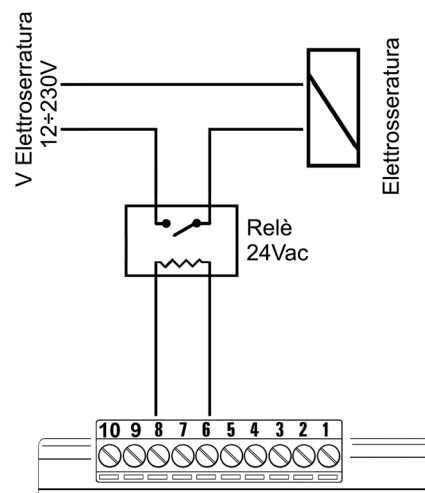 V Elettroserratura
12÷230V
Elettrosseratura
Relè
24Vac
10 9 8 7 6 5 4 3 2 1